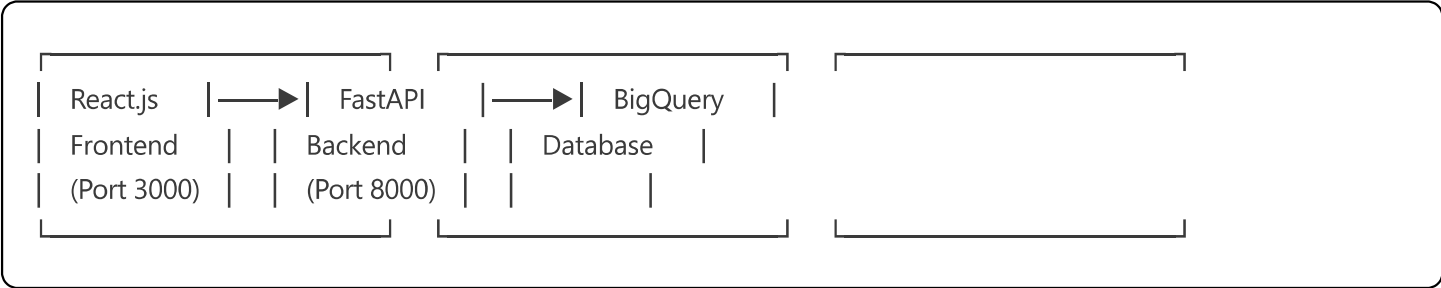 ┌──────────────┐ ┌──────────────┐ ┌──────────────┐
│ React.js │───▶│ FastAPI │───▶│ BigQuery │
│ Frontend │ │ Backend │ │ Database │
│ (Port 3000) │ │ (Port 8000) │ │ │
└──────────────┘ └──────────────┘ └──────────────┘